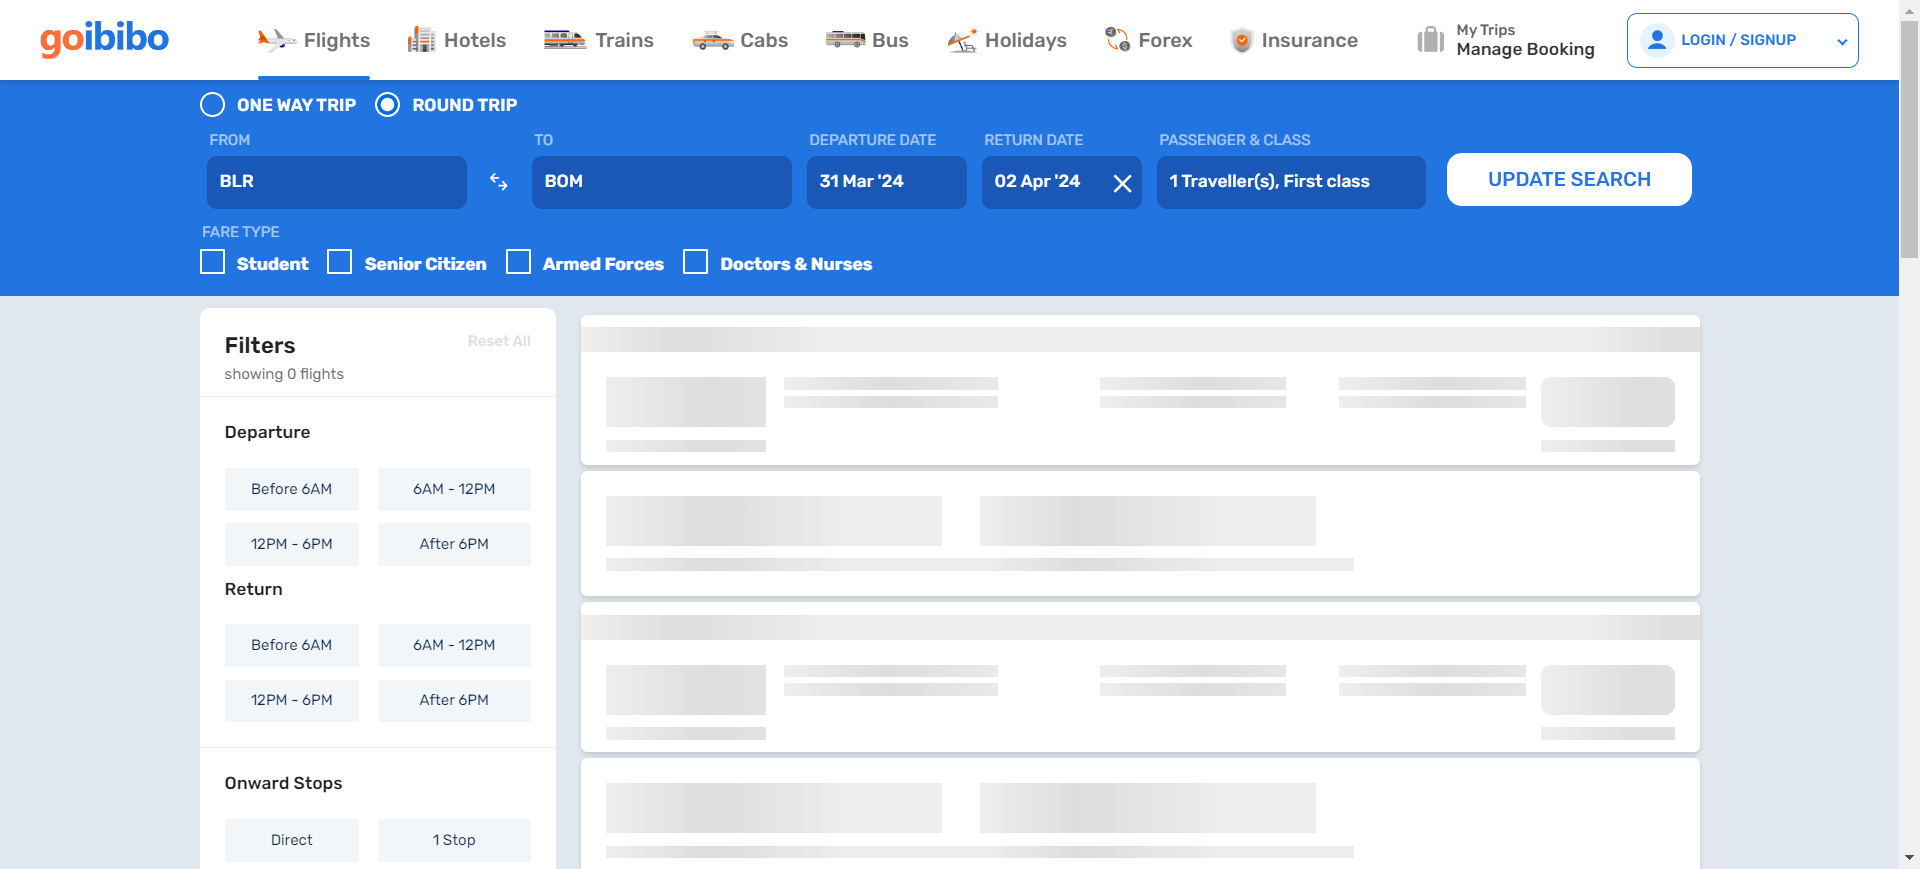 goibibo
Flights
Hotels
Trains
Cabs
Bus
Holidays
Forex
Insurance
My Trips
Manage Booking
LOGIN / SIGNUP
ONE WAY TRIP
ROUND TRIP
FROM
TO
DEPARTURE DATE
RETURN DATE
PASSENGER & CLASS
BLR
BOM
31 Mar '24
02 Apr '24
1 Traveller(s), First class
UPDATE SEARCH
FARE TYPE
Student
Senior Citizen
Armed Forces
Doctors & Nurses
Filters
Reset All
showing 0 flights
Departure
Before 6AM
6AM - 12PM
12PM - 6PM
After 6PM
Return
Before 6AM
6AM - 12PM
12PM - 6PM
After 6PM
Onward Stops
Direct
1 Stop